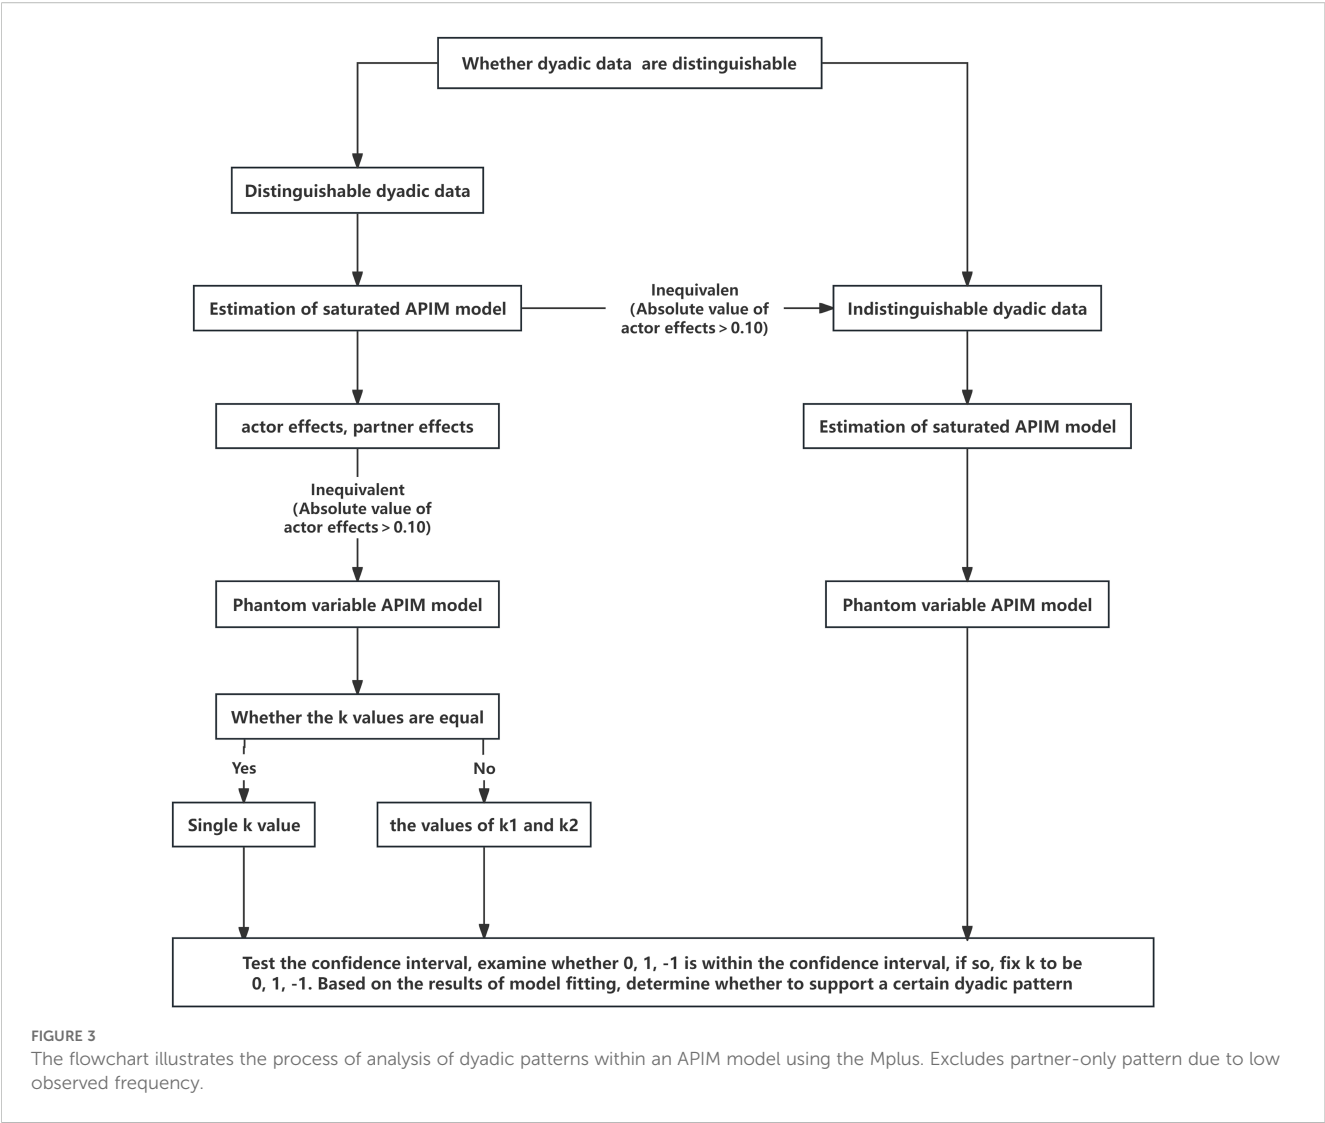 Whether dyadic data are distinguishable
Distinguishable dyadic data
Estimation of saturated APIM model
Inequivalen
(Absolute value of
actor effects > 0.10)
Indistinguishable dyadic data
actor effects, partner effects
Estimation of saturated APIM model
Inequivalent
(Absolute value of
actor effects > 0.10)
Phantom variable APIM model
Phantom variable APIM model
Whether the k values are equal
Yes
No
Single k value
the values of k1 and k2
Test the confidence interval, examine whether 0, 1, -1 is within the confidence interval, if so, fix k to be
0, 1, -1. Based on the results of model fitting, determine whether to support a certain dyadic pattern
FIGURE 3
The flowchart illustrates the process of analysis of dyadic patterns within an APIM model using the Mplus. Excludes partner-only pattern due to low
observed frequency.